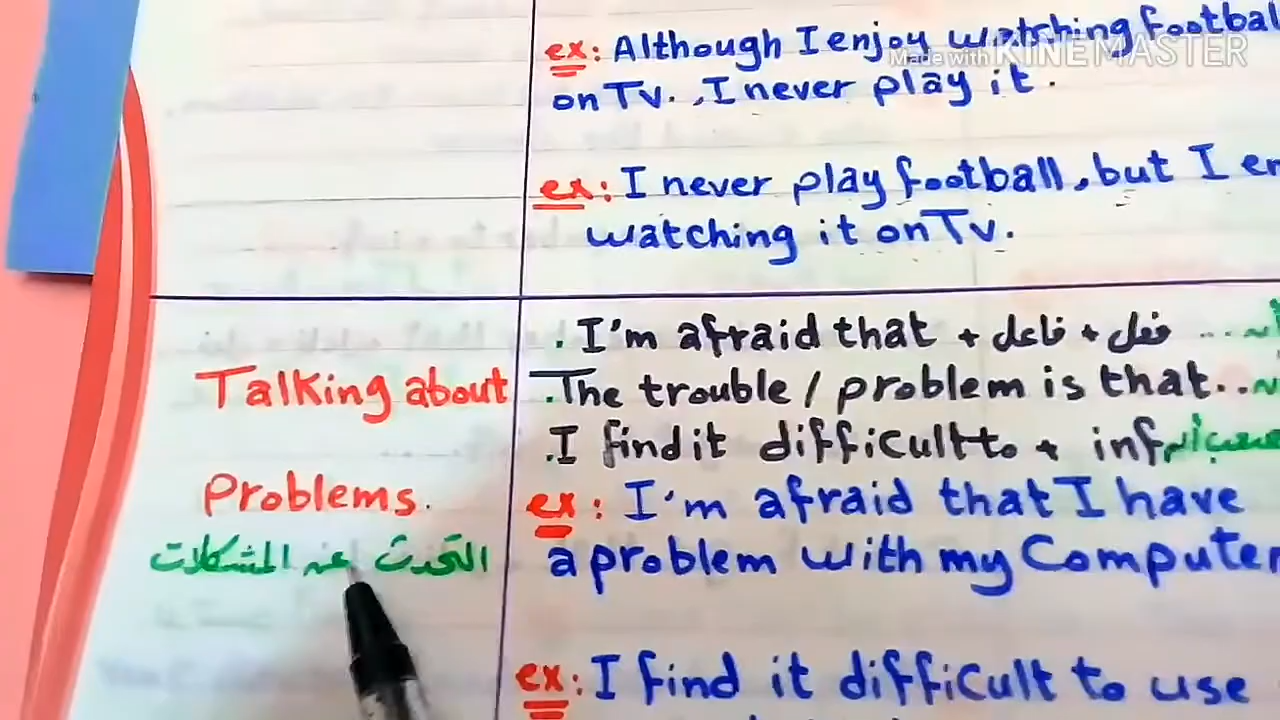 ex: Although I enjoy watching footbal
Made with KINEMASTER
on Tv. , I never play it.
ex: I never play football, but I en
watching it on Tv.
. I'm afraid that + فاعل + فعل ...
Talking about
.The trouble / problem is that..
.I find it difficult to + inf
Problems.
ex: I'm afraid that I have
التحدث عن المشكلات
a problem with my Computer
ex: I find it difficult to use